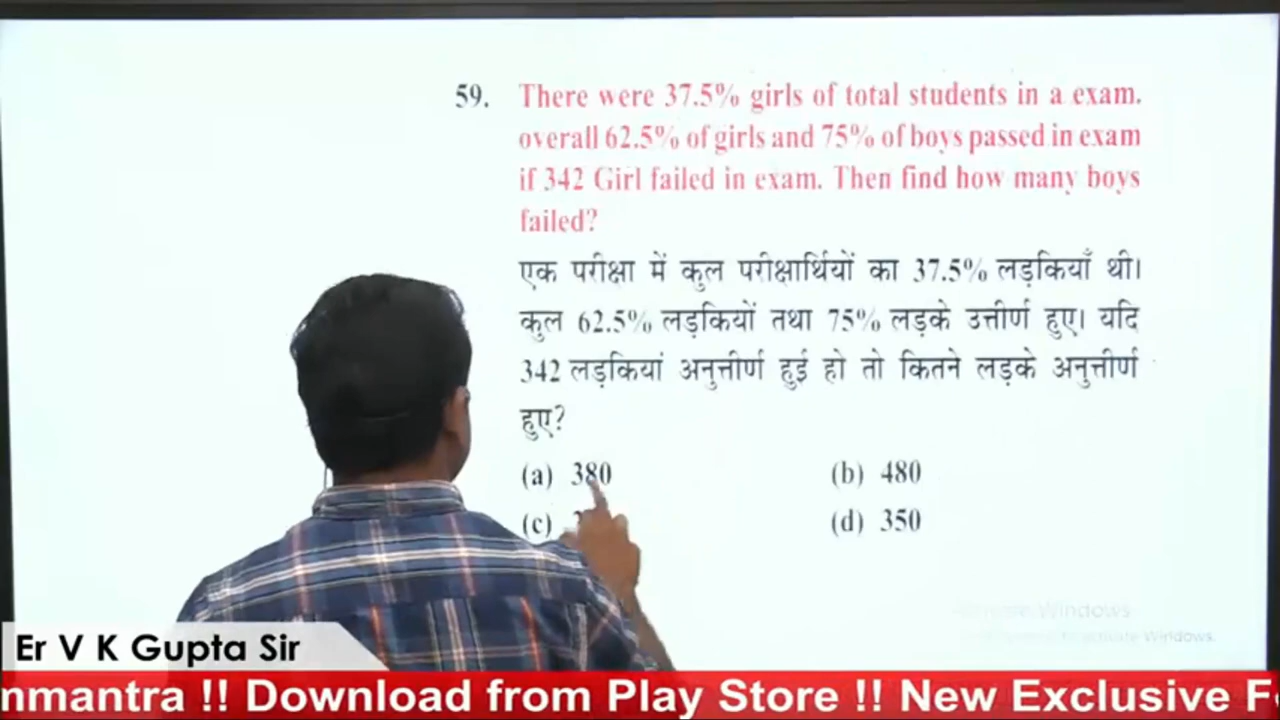 59. There were 37.5% girls of total students in a exam.
overall 62.5% of girls and 75% of boys passed in exam
if 342 Girl failed in exam. Then find how many boys
failed?
एक परीक्षा में कुल परीक्षार्थियों का 37.5% लड़कियाँ थी।
कुल 62.5% लड़कियों तथा 75% लड़के उत्तीर्ण हुए। यदि
342 लड़कियां अनुत्तीर्ण हुई हो तो कितने लड़के अनुत्तीर्ण
हुए?
(a) 380 (b) 480
(c) (d) 350
Windows
Windows.
Er V K Gupta Sir
nmantra !! Download from Play Store !! New Exclusive F